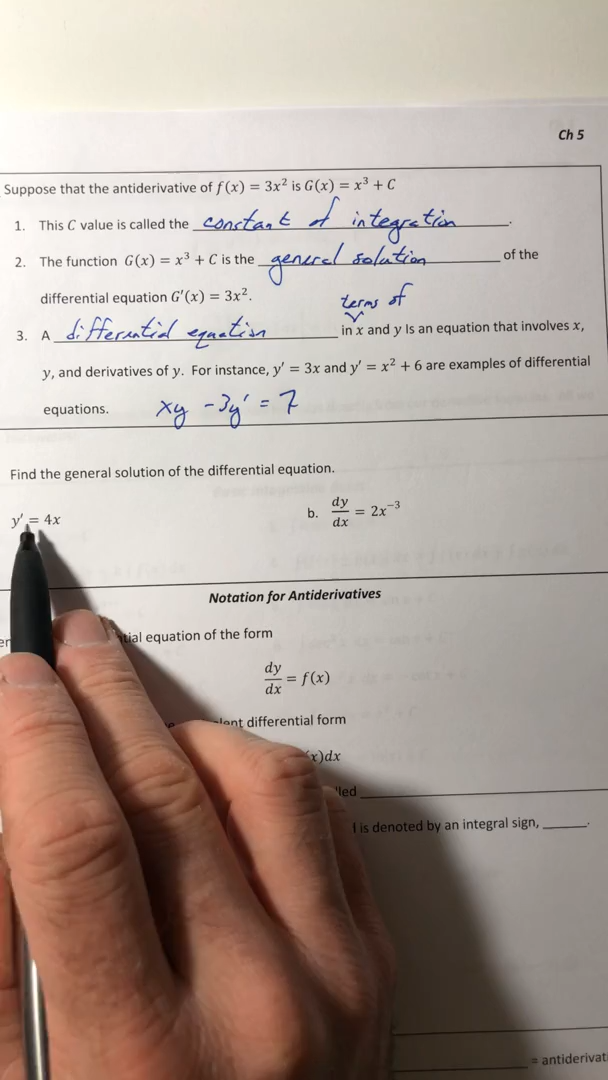 Ch 5
Suppose that the antiderivative of f(x) = 3x² is G(x) = x³ + C
1. This C value is called the constant of integration.
2. The function G(x) = x³ + C is the general solution of the
differential equation G′(x) = 3x².
terms of
3. A differential equation in x and y Is an equation that involves x,
y, and derivatives of y. For instance, y′ = 3x and y′ = x² + 6 are examples of differential
equations. xy - 3y′ = 7
Find the general solution of the differential equation.
y′ = 4x b. dy/dx = 2x⁻³
Notation for Antiderivatives
equation of the form
dy/dx = f(x)
differential form
(x)dx
is denoted by an integral sign, ______.
______ = antiderivat